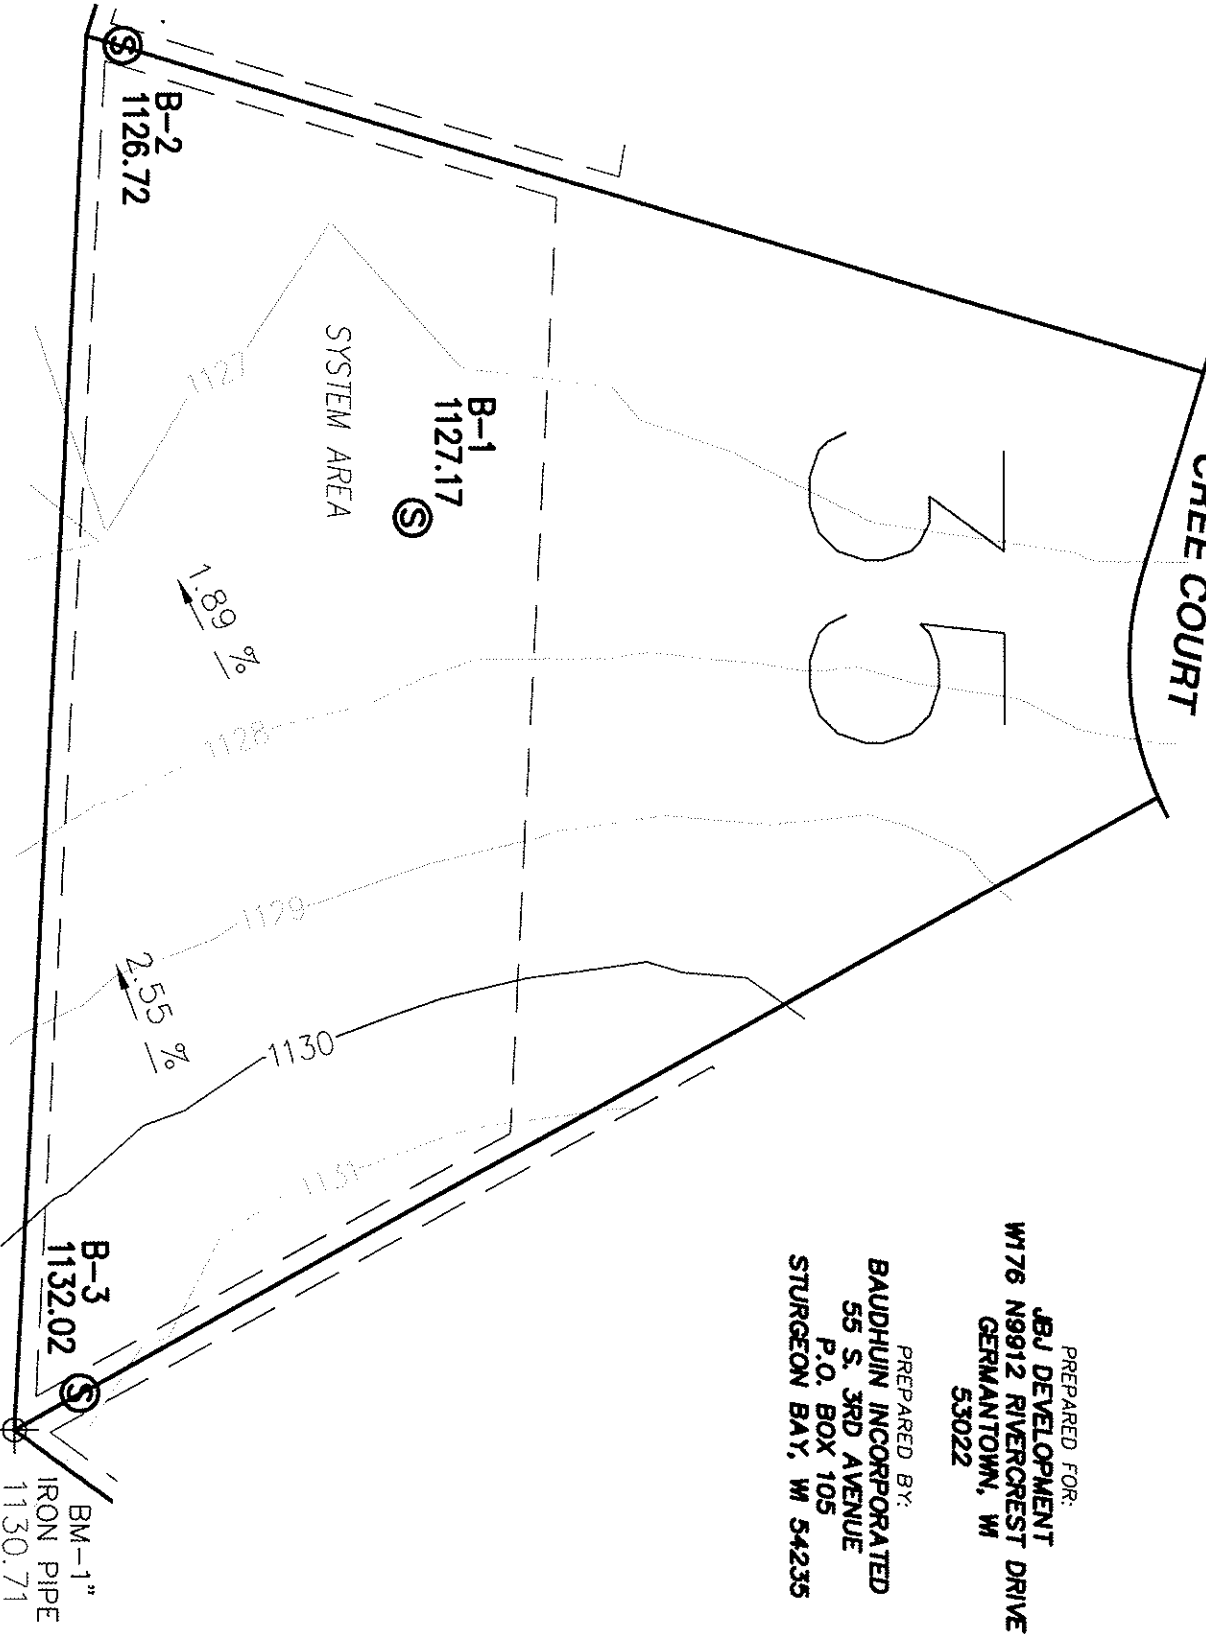 CREE COURT
35
B-2
1126.72
B-1
1127.17
S
S
SYSTEM AREA
1127
1.89 %
1128
1129
2.55 %
1130
1131
B-3
1132.02
S
BM-1"
IRON PIPE
1130.71
PREPARED FOR:
JBJ DEVELOPMENT
W176 N9912 RIVERCREST DRIVE
GERMANTOWN, WI
53022
PREPARED BY:
BAUDHUIN INCORPORATED
55 S. 3RD AVENUE
P.O. BOX 105
STURGEON BAY, WI 54235